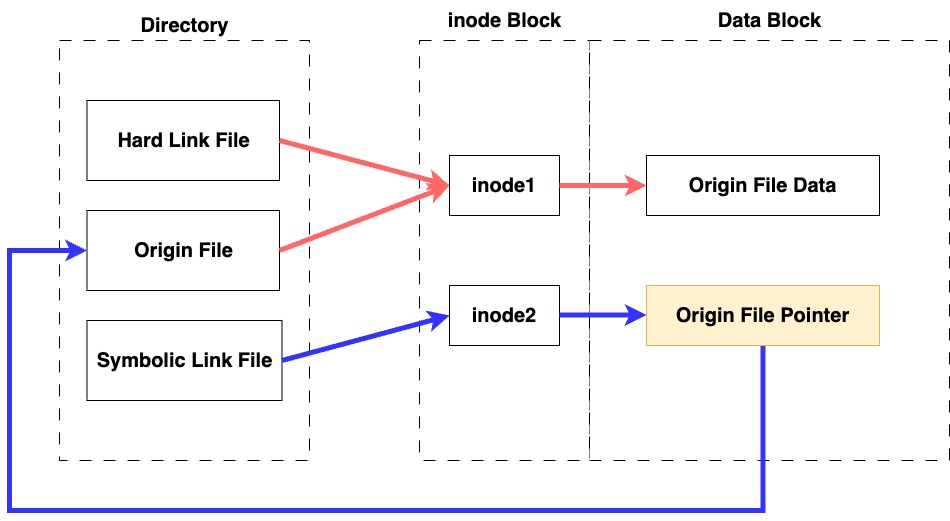 Directory
inode Block
Data Block
Hard Link File
inode1
Origin File Data
Origin File
inode2
Origin File Pointer
Symbolic Link File